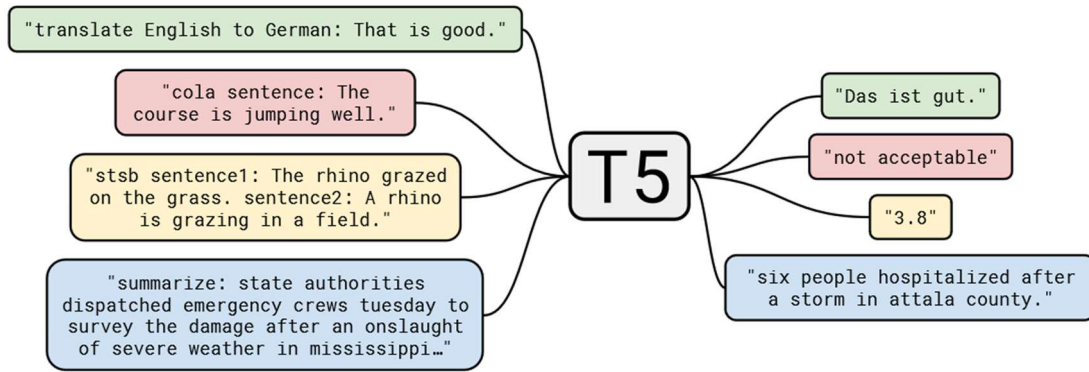 "translate English to German: That is good."
"cola sentence: The
course is jumping well."
"stsb sentence1: The rhino grazed
on the grass. sentence2: A rhino
is grazing in a field."
"summarize: state authorities
dispatched emergency crews tuesday to
survey the damage after an onslaught
of severe weather in mississippi…"
T5
"Das ist gut."
"not acceptable"
"3.8"
"six people hospitalized after
a storm in attala county."